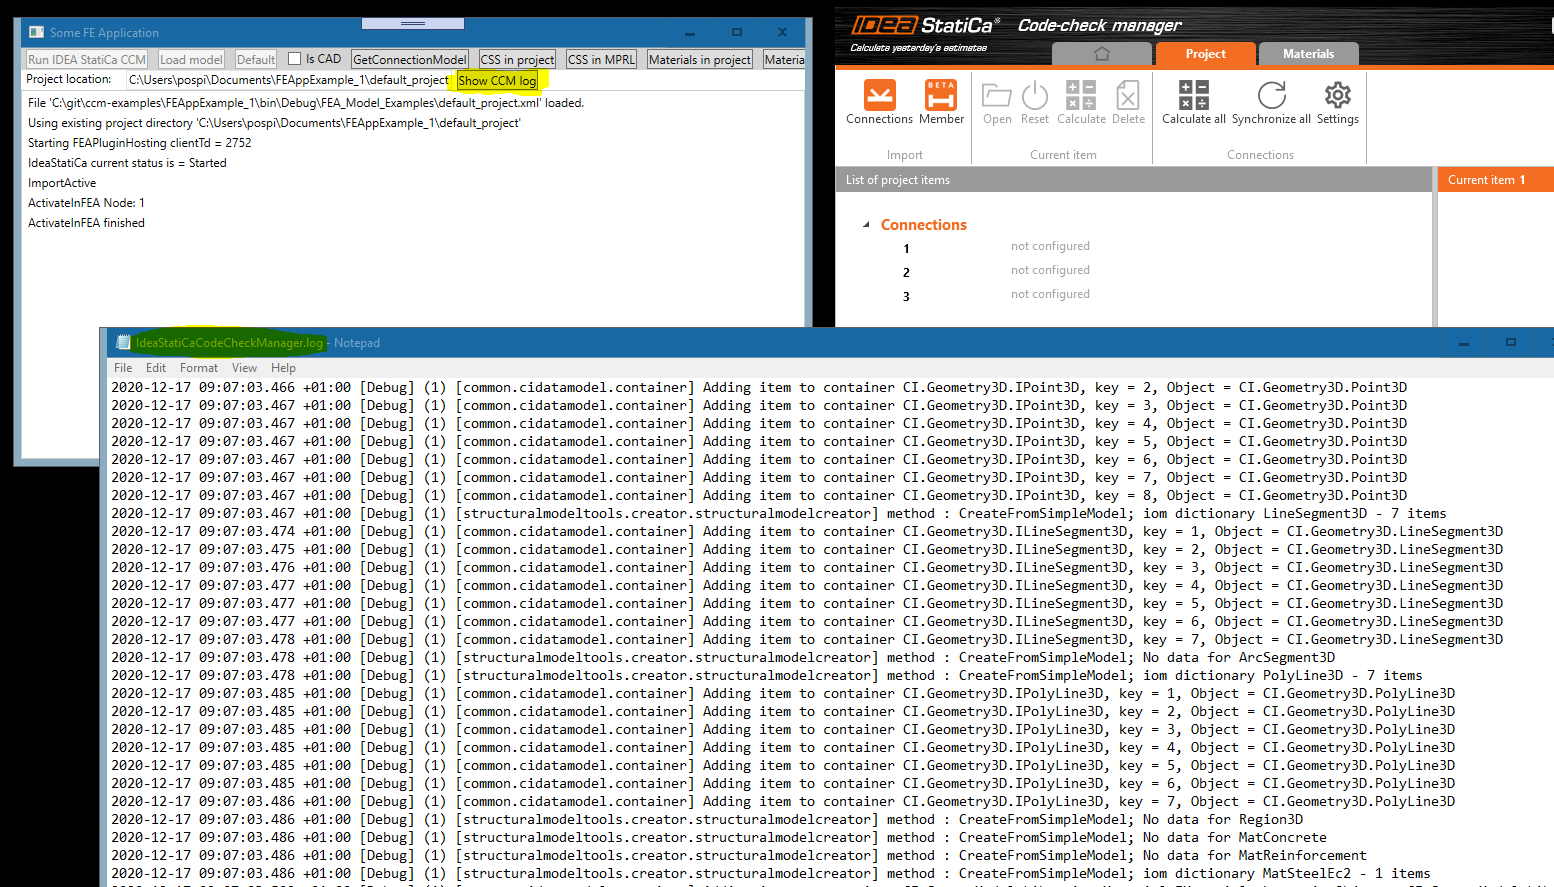 Some FE Application
Run IDEA StatiCa CCM Load model Default Is CAD GetConnectionModel CSS in project CSS in MPRL Materials in project Materia
Project location: C:\Users\pospi\Documents\FEAppExample_1\default_project Show CCM log
File 'C:\git\ccm-examples\FEAppExample_1\bin\Debug\FEA_Model_Examples\default_project.xml' loaded.
Using existing project directory 'C:\Users\pospi\Documents\FEAppExample_1\default_project'
Starting FEAPluginHosting clientTd = 2752
IdeaStatiCa current status is = Started
ImportActive
ActivateInFEA Node: 1
ActivateInFEA finished
IDEA StatiCa® Code-check manager
Calculate yesterday's estimates
Project Materials
Connections Member Open Reset Calculate Delete Calculate all Synchronize all Settings
BETA
Import Current item Connections
List of project items Current item 1
Connections
1 not configured
2 not configured
3 not configured
IdeaStatiCaCodeCheckManager.log - Notepad
File Edit Format View Help
2020-12-17 09:07:03.466 +01:00 [Debug] (1) [common.cidatamodel.container] Adding item to container CI.Geometry3D.IPoint3D, key = 2, Object = CI.Geometry3D.Point3D
2020-12-17 09:07:03.467 +01:00 [Debug] (1) [common.cidatamodel.container] Adding item to container CI.Geometry3D.IPoint3D, key = 3, Object = CI.Geometry3D.Point3D
2020-12-17 09:07:03.467 +01:00 [Debug] (1) [common.cidatamodel.container] Adding item to container CI.Geometry3D.IPoint3D, key = 4, Object = CI.Geometry3D.Point3D
2020-12-17 09:07:03.467 +01:00 [Debug] (1) [common.cidatamodel.container] Adding item to container CI.Geometry3D.IPoint3D, key = 5, Object = CI.Geometry3D.Point3D
2020-12-17 09:07:03.467 +01:00 [Debug] (1) [common.cidatamodel.container] Adding item to container CI.Geometry3D.IPoint3D, key = 6, Object = CI.Geometry3D.Point3D
2020-12-17 09:07:03.467 +01:00 [Debug] (1) [common.cidatamodel.container] Adding item to container CI.Geometry3D.IPoint3D, key = 7, Object = CI.Geometry3D.Point3D
2020-12-17 09:07:03.467 +01:00 [Debug] (1) [common.cidatamodel.container] Adding item to container CI.Geometry3D.IPoint3D, key = 8, Object = CI.Geometry3D.Point3D
2020-12-17 09:07:03.467 +01:00 [Debug] (1) [structuralmodeltools.creator.structuralmodelcreator] method : CreateFromSimpleModel; iom dictionary LineSegment3D - 7 items
2020-12-17 09:07:03.474 +01:00 [Debug] (1) [common.cidatamodel.container] Adding item to container CI.Geometry3D.ILineSegment3D, key = 1, Object = CI.Geometry3D.LineSegment3D
2020-12-17 09:07:03.475 +01:00 [Debug] (1) [common.cidatamodel.container] Adding item to container CI.Geometry3D.ILineSegment3D, key = 2, Object = CI.Geometry3D.LineSegment3D
2020-12-17 09:07:03.476 +01:00 [Debug] (1) [common.cidatamodel.container] Adding item to container CI.Geometry3D.ILineSegment3D, key = 3, Object = CI.Geometry3D.LineSegment3D
2020-12-17 09:07:03.477 +01:00 [Debug] (1) [common.cidatamodel.container] Adding item to container CI.Geometry3D.ILineSegment3D, key = 4, Object = CI.Geometry3D.LineSegment3D
2020-12-17 09:07:03.477 +01:00 [Debug] (1) [common.cidatamodel.container] Adding item to container CI.Geometry3D.ILineSegment3D, key = 5, Object = CI.Geometry3D.LineSegment3D
2020-12-17 09:07:03.477 +01:00 [Debug] (1) [common.cidatamodel.container] Adding item to container CI.Geometry3D.ILineSegment3D, key = 6, Object = CI.Geometry3D.LineSegment3D
2020-12-17 09:07:03.478 +01:00 [Debug] (1) [common.cidatamodel.container] Adding item to container CI.Geometry3D.ILineSegment3D, key = 7, Object = CI.Geometry3D.LineSegment3D
2020-12-17 09:07:03.478 +01:00 [Debug] (1) [structuralmodeltools.creator.structuralmodelcreator] method : CreateFromSimpleModel; No data for ArcSegment3D
2020-12-17 09:07:03.478 +01:00 [Debug] (1) [structuralmodeltools.creator.structuralmodelcreator] method : CreateFromSimpleModel; iom dictionary PolyLine3D - 7 items
2020-12-17 09:07:03.485 +01:00 [Debug] (1) [common.cidatamodel.container] Adding item to container CI.Geometry3D.IPolyLine3D, key = 1, Object = CI.Geometry3D.PolyLine3D
2020-12-17 09:07:03.485 +01:00 [Debug] (1) [common.cidatamodel.container] Adding item to container CI.Geometry3D.IPolyLine3D, key = 2, Object = CI.Geometry3D.PolyLine3D
2020-12-17 09:07:03.485 +01:00 [Debug] (1) [common.cidatamodel.container] Adding item to container CI.Geometry3D.IPolyLine3D, key = 3, Object = CI.Geometry3D.PolyLine3D
2020-12-17 09:07:03.485 +01:00 [Debug] (1) [common.cidatamodel.container] Adding item to container CI.Geometry3D.IPolyLine3D, key = 4, Object = CI.Geometry3D.PolyLine3D
2020-12-17 09:07:03.485 +01:00 [Debug] (1) [common.cidatamodel.container] Adding item to container CI.Geometry3D.IPolyLine3D, key = 5, Object = CI.Geometry3D.PolyLine3D
2020-12-17 09:07:03.485 +01:00 [Debug] (1) [common.cidatamodel.container] Adding item to container CI.Geometry3D.IPolyLine3D, key = 6, Object = CI.Geometry3D.PolyLine3D
2020-12-17 09:07:03.486 +01:00 [Debug] (1) [common.cidatamodel.container] Adding item to container CI.Geometry3D.IPolyLine3D, key = 7, Object = CI.Geometry3D.PolyLine3D
2020-12-17 09:07:03.486 +01:00 [Debug] (1) [structuralmodeltools.creator.structuralmodelcreator] method : CreateFromSimpleModel; No data for Region3D
2020-12-17 09:07:03.486 +01:00 [Debug] (1) [structuralmodeltools.creator.structuralmodelcreator] method : CreateFromSimpleModel; No data for MatConcrete
2020-12-17 09:07:03.486 +01:00 [Debug] (1) [structuralmodeltools.creator.structuralmodelcreator] method : CreateFromSimpleModel; No data for MatReinforcement
2020-12-17 09:07:03.486 +01:00 [Debug] (1) [structuralmodeltools.creator.structuralmodelcreator] method : CreateFromSimpleModel; iom dictionary MatSteelEc2 - 1 items